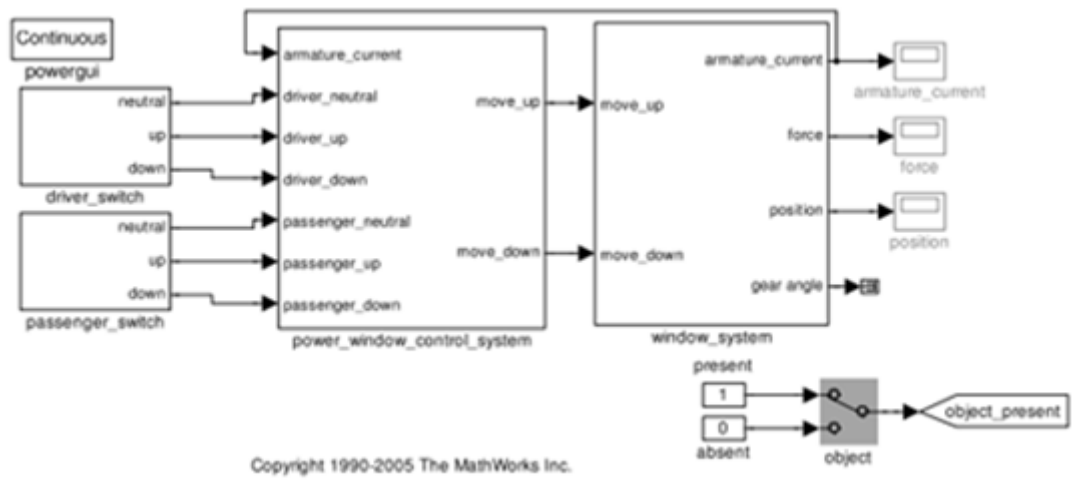 Continuous
powergui
neutral
up
down
driver_switch
neutral
up
down
passenger_switch
armature_current
driver_neutral
driver_up
driver_down
passenger_neutral
passenger_up
passenger_down
move_up
move_down
power_window_control_system
move_up
move_down
armature_current
force
position
gear angle
window_system
armature_current
force
position
present
1
0
absent
object
object_present
Copyright 1990-2005 The MathWorks Inc.